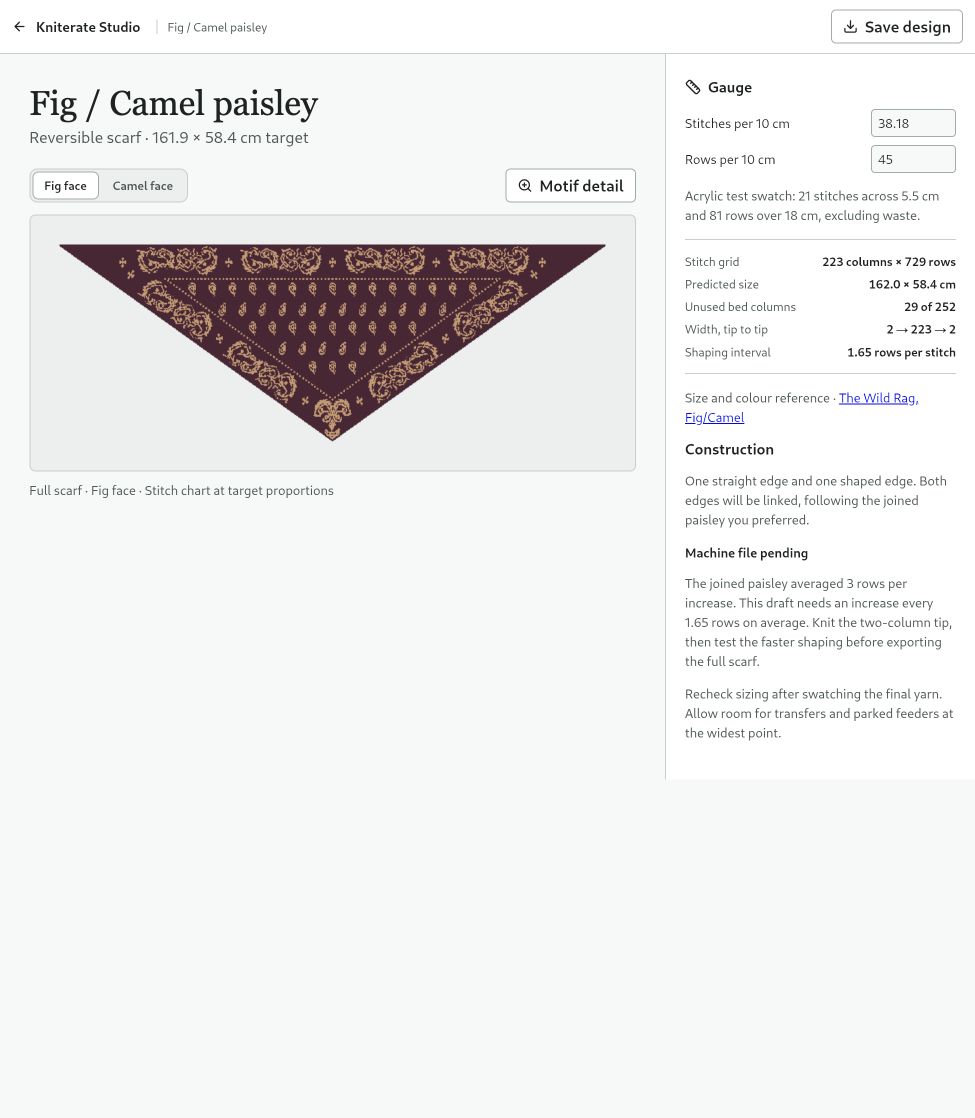 Kniterate Studio
Fig / Camel paisley
Save design
Fig / Camel paisley
Reversible scarf · 161.9 × 58.4 cm target
Fig face
Camel face
Motif detail
Full scarf · Fig face · Stitch chart at target proportions
Gauge
Stitches per 10 cm
38.18
Rows per 10 cm
45
Acrylic test swatch: 21 stitches across 5.5 cm
and 81 rows over 18 cm, excluding waste.
Stitch grid
223 columns × 729 rows
Predicted size
162.0 × 58.4 cm
Unused bed columns
29 of 252
Width, tip to tip
2 → 223 → 2
Shaping interval
1.65 rows per stitch
Size and colour reference · The Wild Rag,
Fig/Camel
Construction
One straight edge and one shaped edge. Both
edges will be linked, following the joined
paisley you preferred.
Machine file pending
The joined paisley averaged 3 rows per
increase. This draft needs an increase every
1.65 rows on average. Knit the two-column tip,
then test the faster shaping before exporting
the full scarf.
Recheck sizing after swatching the final yarn.
Allow room for transfers and parked feeders at
the widest point.